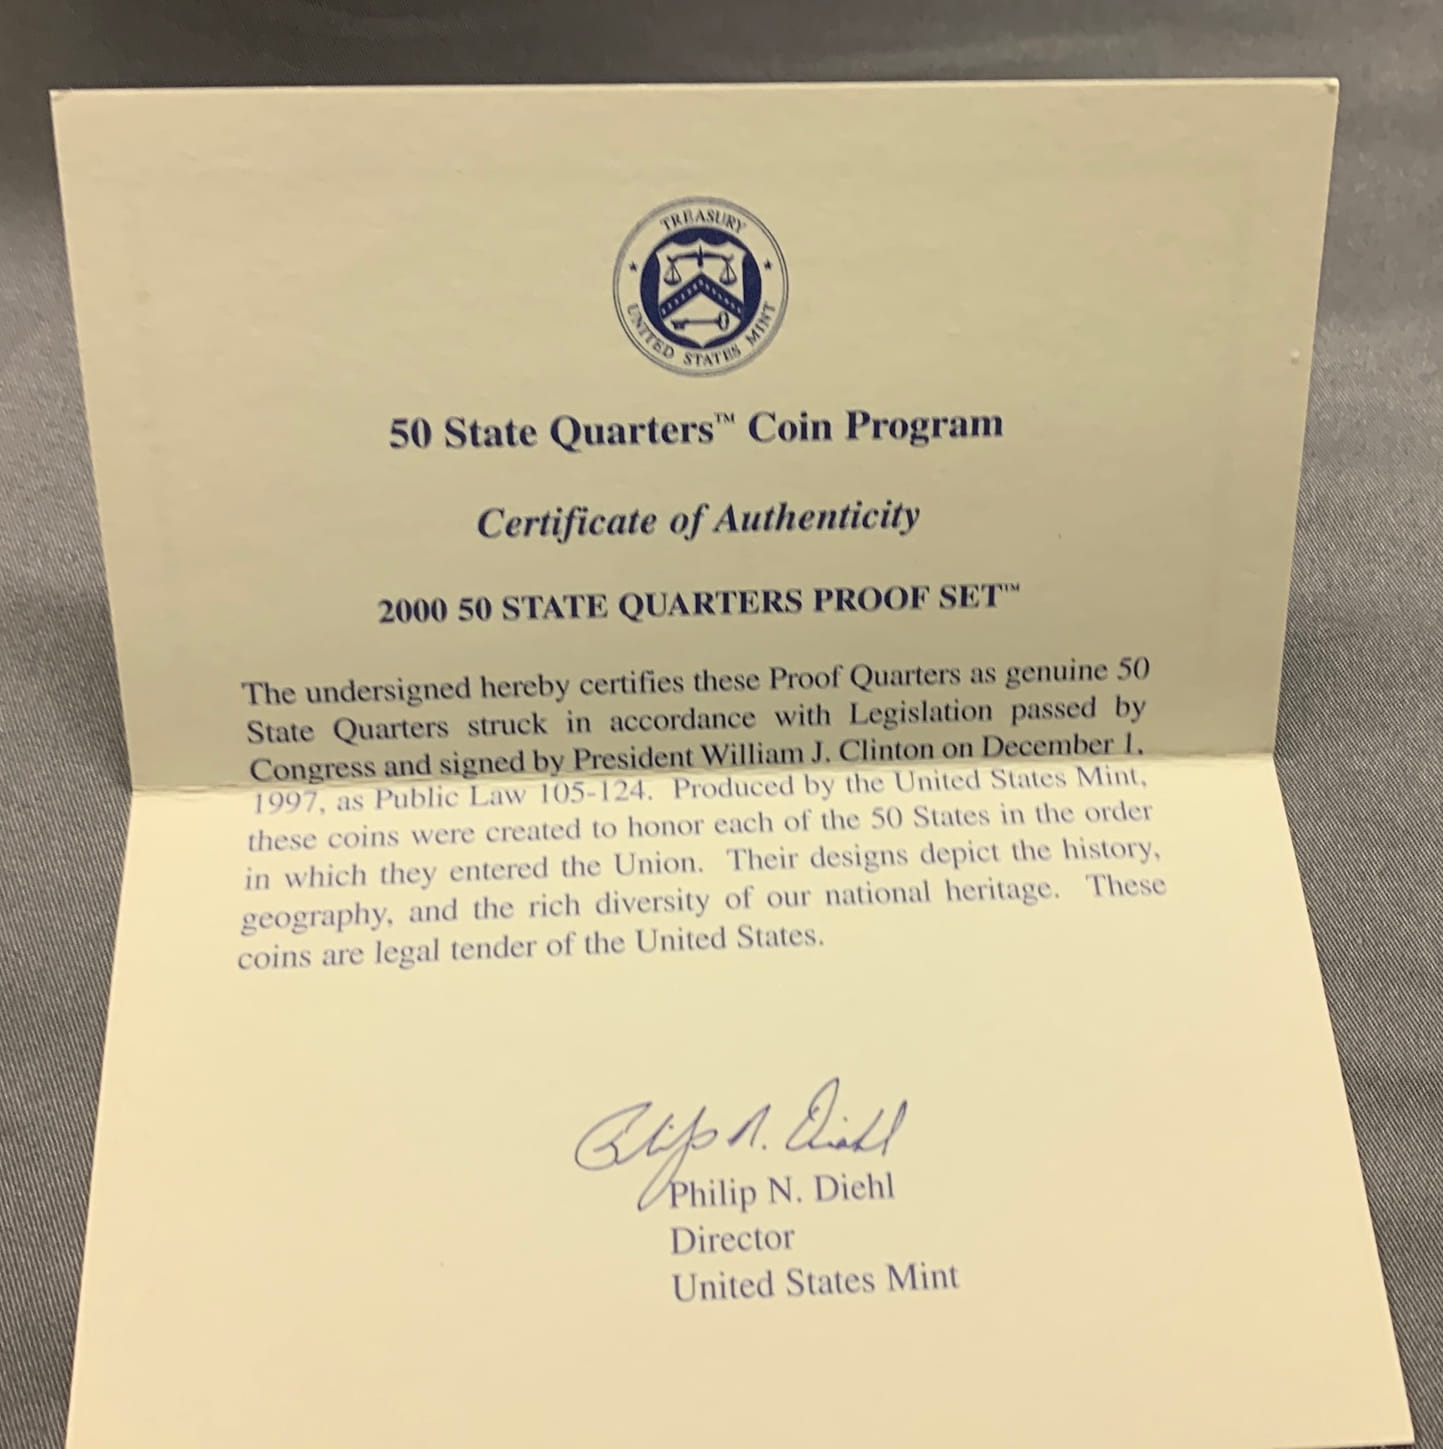 TREASURY
UNITED STATES MINT
50 State Quarters™ Coin Program
Certificate of Authenticity
2000 50 STATE QUARTERS PROOF SET™
The undersigned hereby certifies these Proof Quarters as genuine 50
State Quarters struck in accordance with Legislation passed by
Congress and signed by President William J. Clinton on December 1,
1997, as Public Law 105-124. Produced by the United States Mint,
these coins were created to honor each of the 50 States in the order
in which they entered the Union. Their designs depict the history,
geography, and the rich diversity of our national heritage. These
coins are legal tender of the United States.
Philip N. Diehl
Philip N. Diehl
Director
United States Mint